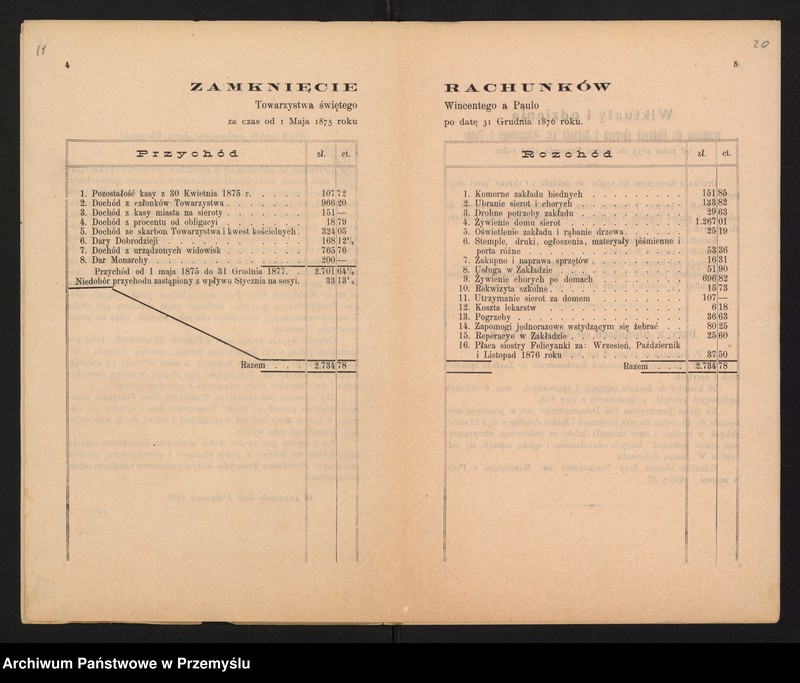 11
4
ZAMKNIĘCIE
Towarzystwa świętego
za czas od 1 Maja 1875 roku
Przychód zł. ct.
1. Pozostałość kasy z 30 Kwietnia 1875 r. . . . . . 107 72
2. Dochód z członków Towarzystwa . . . . . . . . 966 20
3. Dochód z kasy miasta na sieroty . . . . . . . . 151 —
4. Dochód z procentu od obligacyi . . . . . . . . 18 79
5. Dochód ze skarbon Towarzystwa i kwest kościelnych . 324 05
6. Dary Dobrodzieji . . . . . . . . 168 12½
7. Dochód z urządzonych widowisk . . . . . . . . 765 76
8. Dar Monarchy . . . . . . . . 200 —
Przychód od 1 maja 1875 do 31 Grudnia 1877. 2.701 64½
Niedobór przychodu zastąpiony z wpływu Stycznia na sesyi. 33 13½
Razem . . . 2.734 78
20
5
RACHUNKÓW
Wincentego a Paulo
po datę 31 Grudnia 1876 roku.
Rozchód zł. ct.
1. Komorne zakładu biednych . . . . . . . . 151 85
2. Ubranie sierot i chorych . . . . . . . . 133 82
3. Drobne potrzeby zakładu . . . . . . . . 29 63
4. Żywienie domu sierot . . . . . . . . 1.267 01
5. Oświetlenie zakładu i rąbanie drzewa . . . . . 25 19
6. Stemple, druki, ogłoszenia, materyały piśmienne i
porta różne . . . . . . . . 53 36
7. Zakupno i naprawa sprzętów . . . . . . . . 16 31
8. Usługa w Zakładzie . . . . . . . . 51 90
9. Żywienie chorych po domach . . . . . . . . 696 82
10. Rekwizyta szkolne . . . . . . . . 15 73
11. Utrzymanie sierot za domem . . . . . . . . 107 —
12. Koszta lekarstw . . . . . . . . 6 18
13. Pogrzeby . . . . . . . . 36 63
14. Zapomogi jednorazowe wstydzącym się żebrać . . 80 25
15. Reperacye w Zakładzie . . . . . . . . 25 60
16. Płaca siostry Felicyanki za: Wrzesień, Październik
i Listopad 1876 roku . . . . . . . . 37 50
Razem . . . . 2.734 78
Archiwum Państwowe w Przemyślu